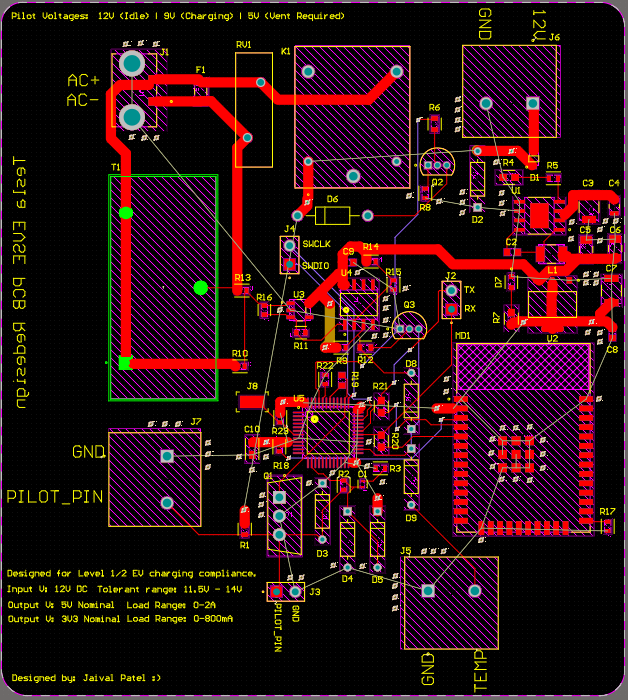 Pilot Voltages: 12V (Idle) | 9V (Charging) | 5V (Vent Required)
GND
12V
J6
J1
RV1
K1
AC+
F1
AC-
R6
T1
Q2
R4
R5
D1
R8
U1
C3
C4
D2
D6
Tesla EVSE PCB Redesign
J4
SWCLK
SWDIO
C5
C6
C2
C9
R14
U4
R15
L1
R13
J2
TX
RX
D7
C7
R16
U3
Q3
R7
R11
R9
R12
U2
C8
MD1
R10
D8
R22
R19
J8
U5
R21
J7
R23
C10
R20
GND
R18
R3
Q1
R2
C1
PILOT_PIN
D9
R17
R1
D3
J5
Designed for Level 1/2 EV charging compliance.
D4
D5
Input V: 12V DC Tolerant range: 11.5V - 14V
J3
Output V: 5V Nominal Load Range: 0-2A
PILOT_PIN
GND
Output V: 3V3 Nominal Load Range: 0-800mA
GND
TEMP
Designed by: Jaival Patel :)